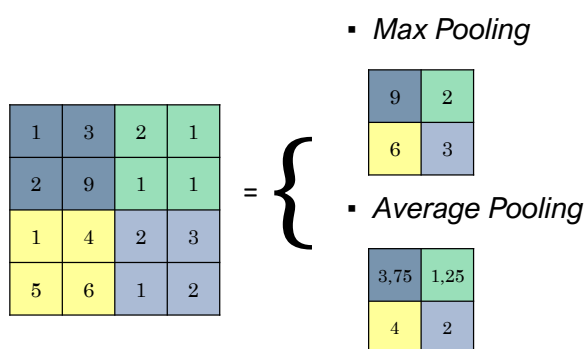 ▪ Max Pooling
9 2
6 3
1 3 2 1
2 9 1 1
1 4 2 3
5 6 1 2
= {
▪ Average Pooling
3,75 1,25
4 2